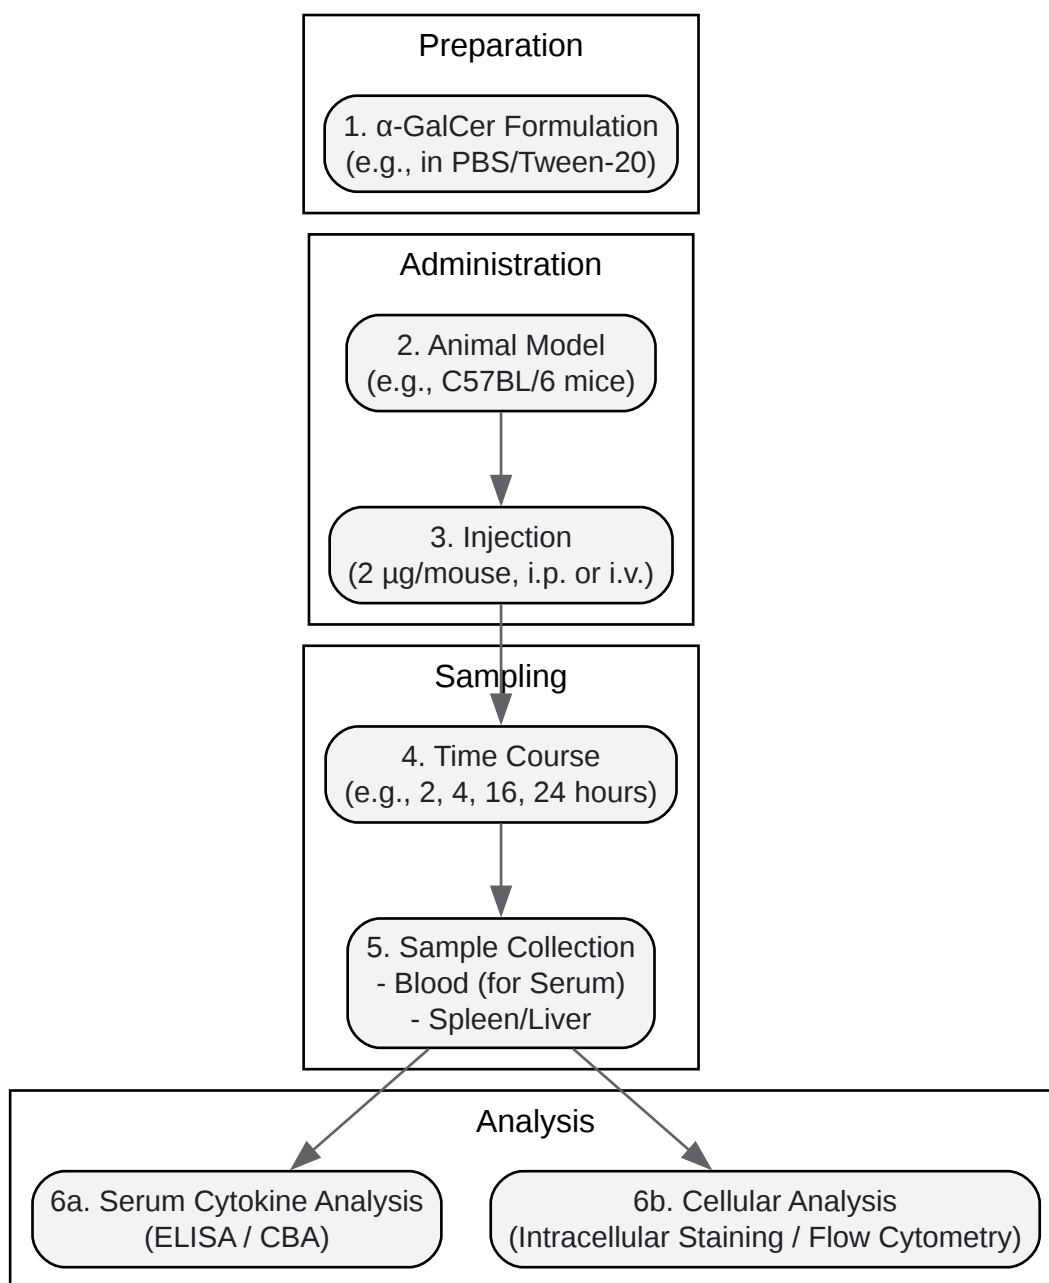 Preparation
1. α-GalCer Formulation
(e.g., in PBS/Tween-20)
Administration
2. Animal Model
(e.g., C57BL/6 mice)
3. Injection
(2 µg/mouse, i.p. or i.v.)
Sampling
4. Time Course
(e.g., 2, 4, 16, 24 hours)
5. Sample Collection
- Blood (for Serum)
- Spleen/Liver
Analysis
6a. Serum Cytokine Analysis
(ELISA / CBA)
6b. Cellular Analysis
(Intracellular Staining / Flow Cytometry)